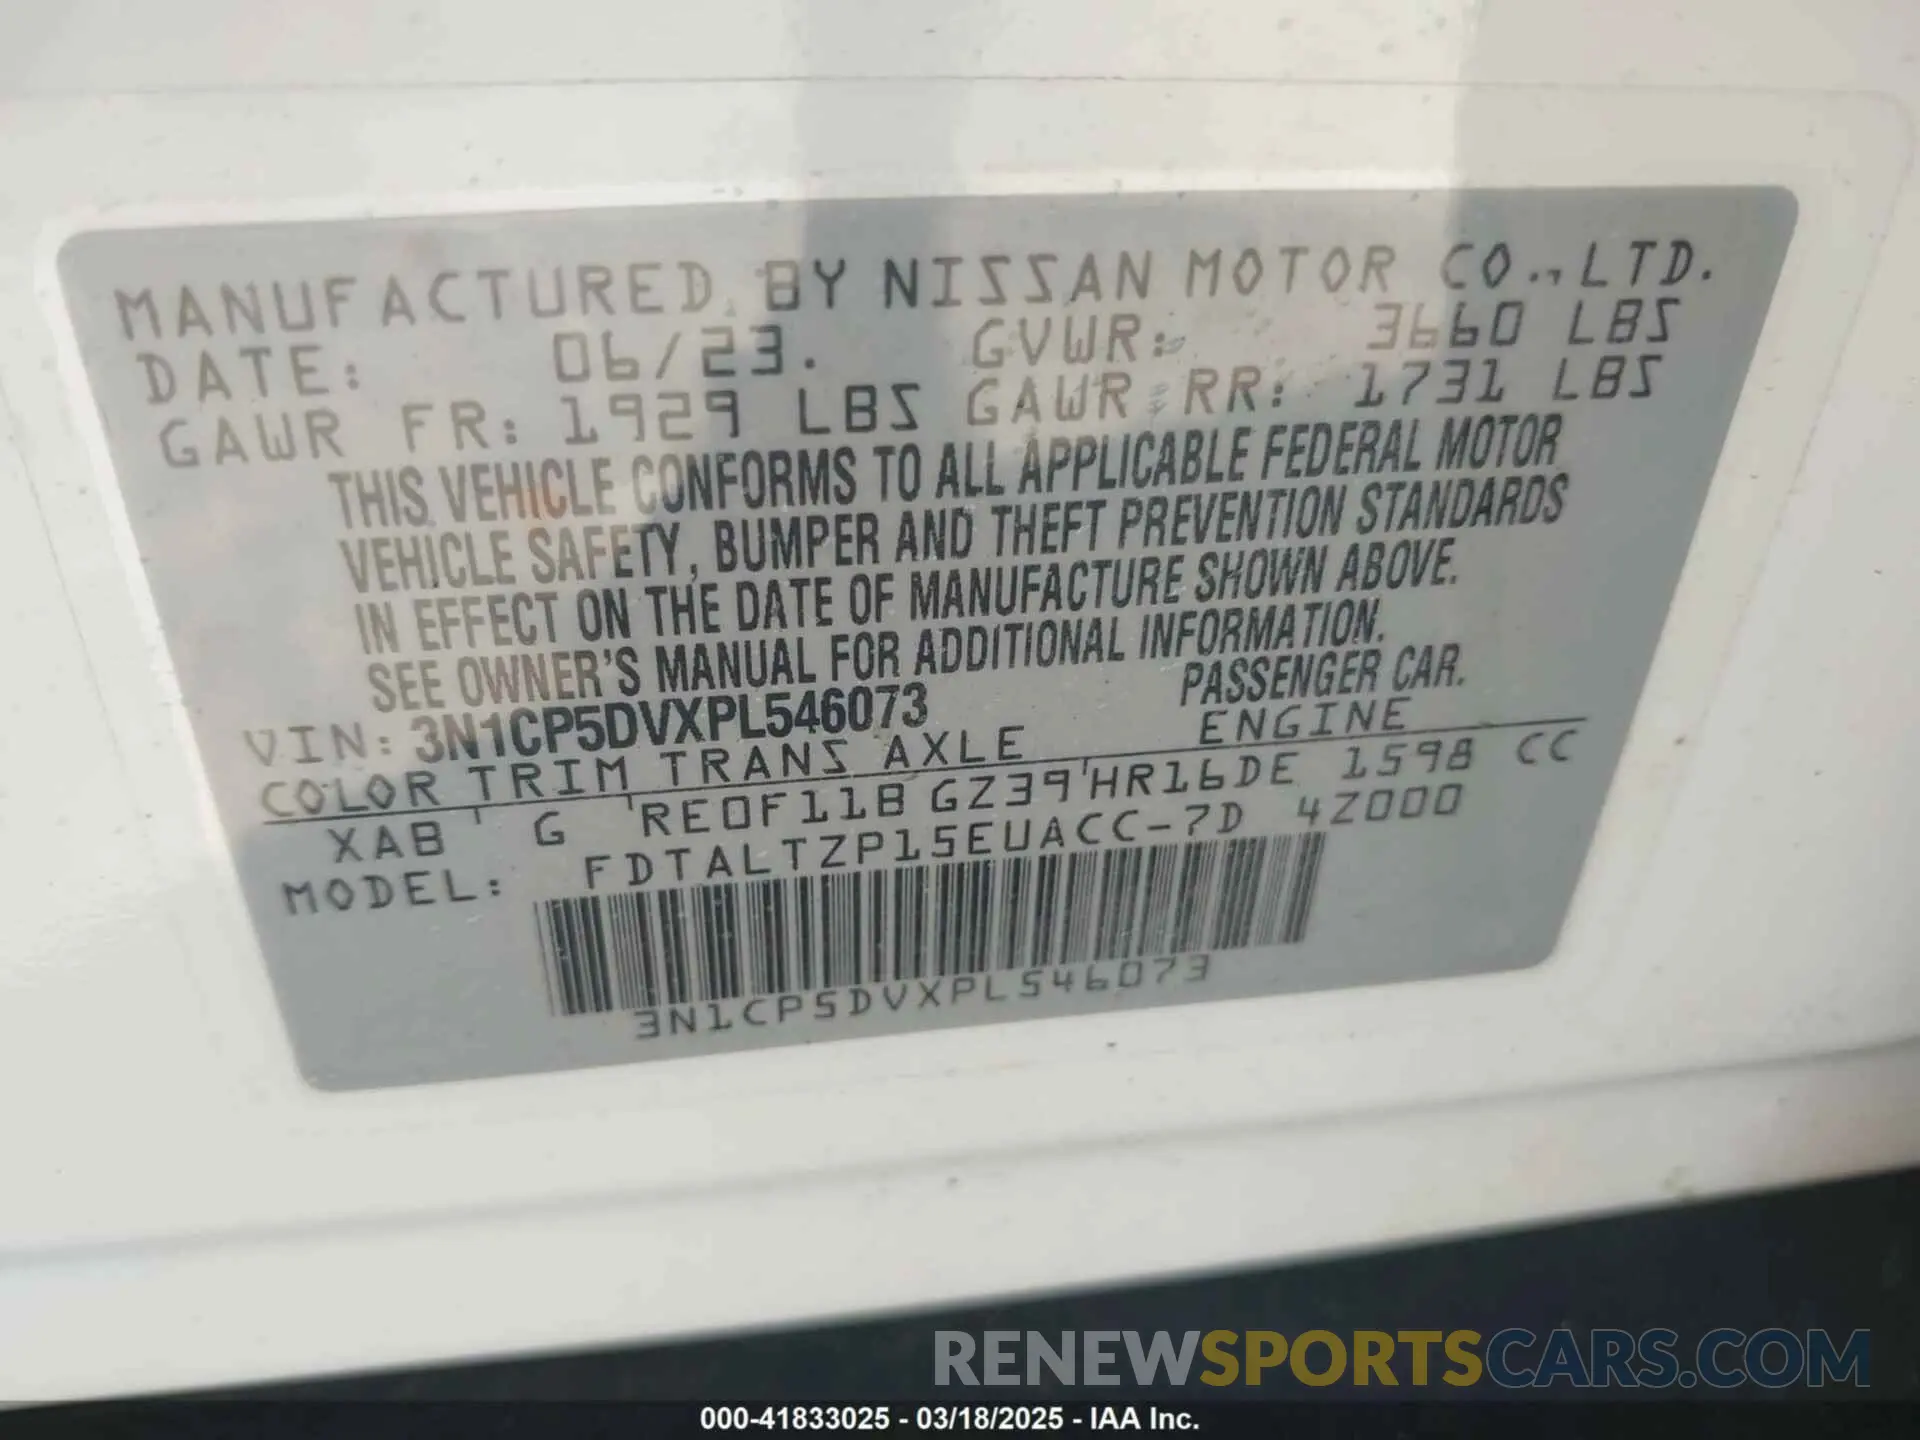 MANUFACTURED BY NISSAN MOTOR CO., LTD.
DATE: 06/23. GVWR: 3660 LBS
GAWR FR: 1929 LBS GAWR RR: 1731 LBS
THIS VEHICLE CONFORMS TO ALL APPLICABLE FEDERAL MOTOR
VEHICLE SAFETY, BUMPER AND THEFT PREVENTION STANDARDS
IN EFFECT ON THE DATE OF MANUFACTURE SHOWN ABOVE.
SEE OWNER'S MANUAL FOR ADDITIONAL INFORMATION.
VIN: 3N1CP5DVXPL546073 PASSENGER CAR.
COLOR TRIM TRANS AXLE ENGINE
XAB G RE0F11B GZ39 HR16DE 1598 CC
MODEL: FDTALTZP15EUACC-7D 4Z000
3N1CP5DVXPL546073
RENEWSPORTSCARS.COM
000-41833025 - 03/18/2025 - IAA Inc.